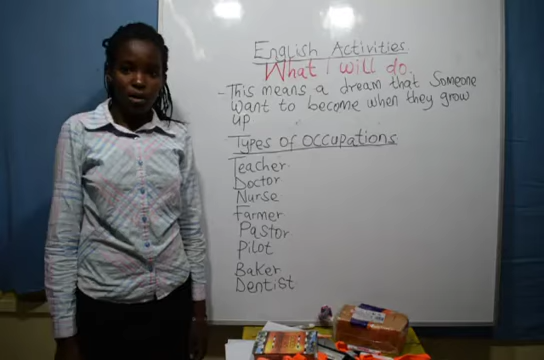 English Activities
What I will do.
- This means a dream that Someone
Want to become when they grow
up
Types of Occupations
Teacher.
Doctor
Nurse
Farmer
Pastor
Pilot
Baker
Dentist